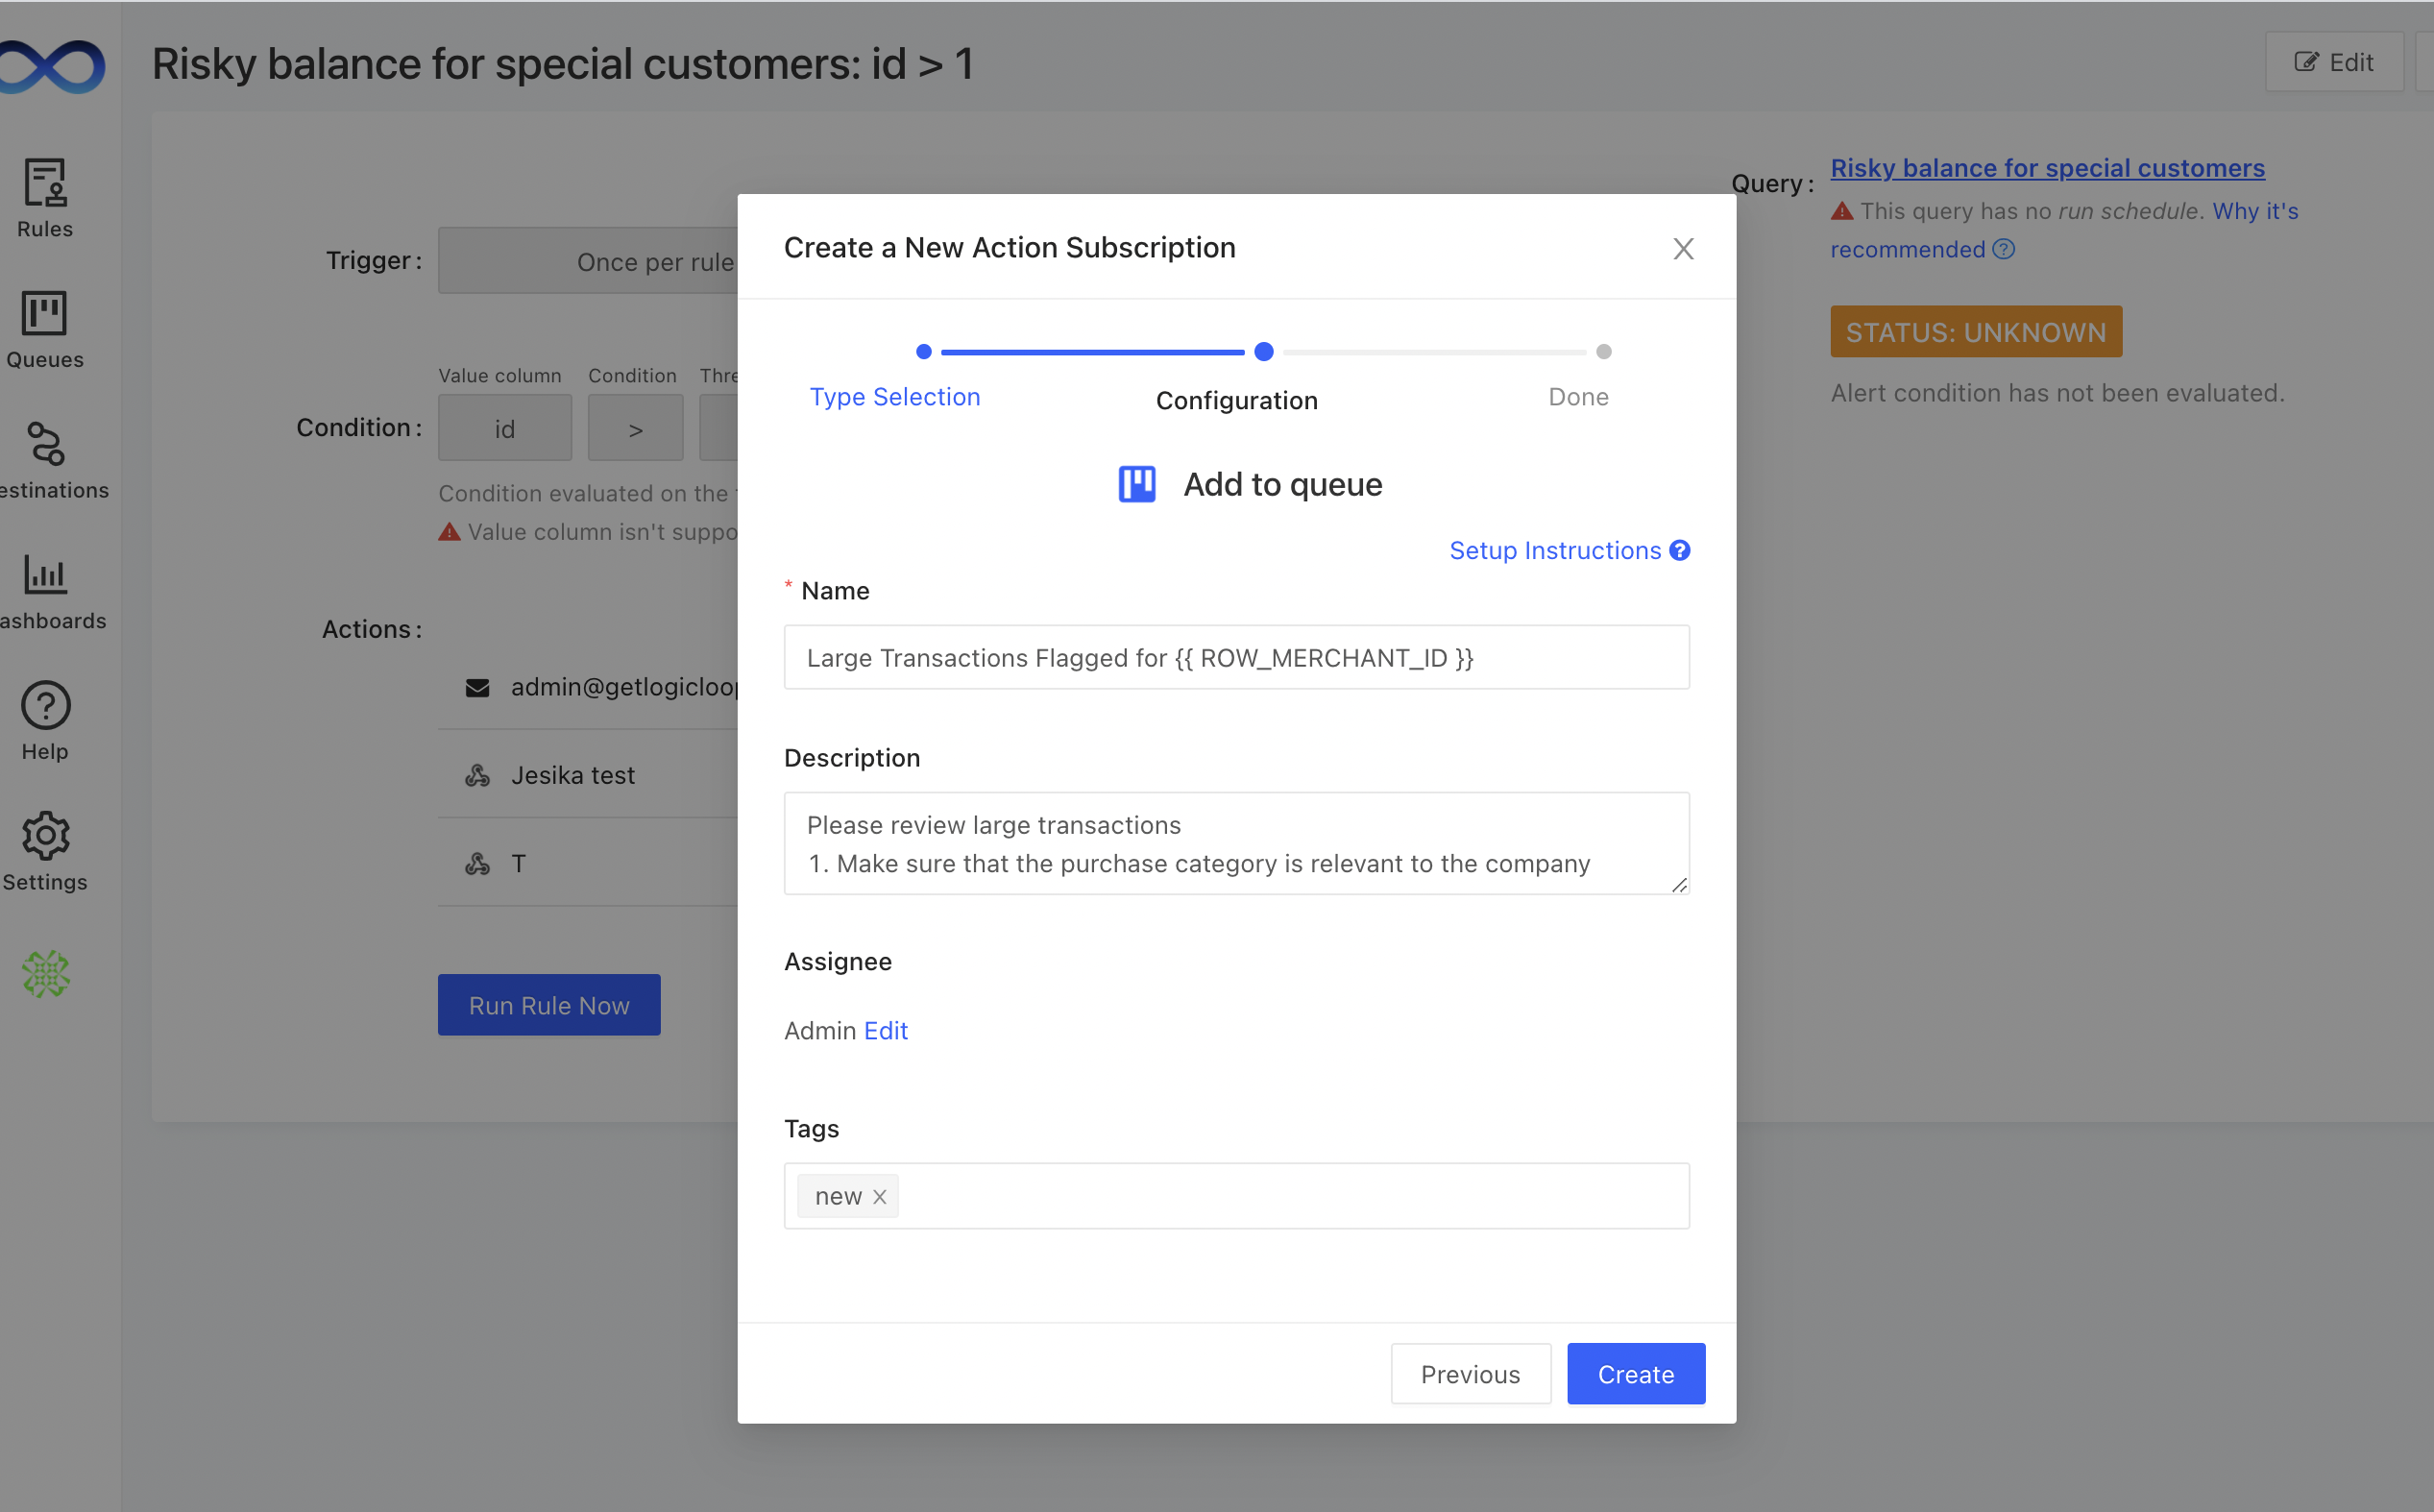 Risky balance for special customers: id > 1
Edit
Rules
Queues
estinations
ashboards
Help
Settings
Trigger :
Once per rule
Value column
Condition
Thre
Condition :
id
>
Condition evaluated on the
Value column isn't suppo
Actions :
admin@getlogicloop
Jesika test
T
Run Rule Now
Query :
Risky balance for special customers
This query has no run schedule. Why it's
recommended
STATUS: UNKNOWN
Alert condition has not been evaluated.
Create a New Action Subscription
Type Selection
Configuration
Done
Add to queue
Setup Instructions
* Name
Large Transactions Flagged for {{ ROW_MERCHANT_ID }}
Description
Please review large transactions
1. Make sure that the purchase category is relevant to the company
Assignee
Admin Edit
Tags
new
Previous
Create